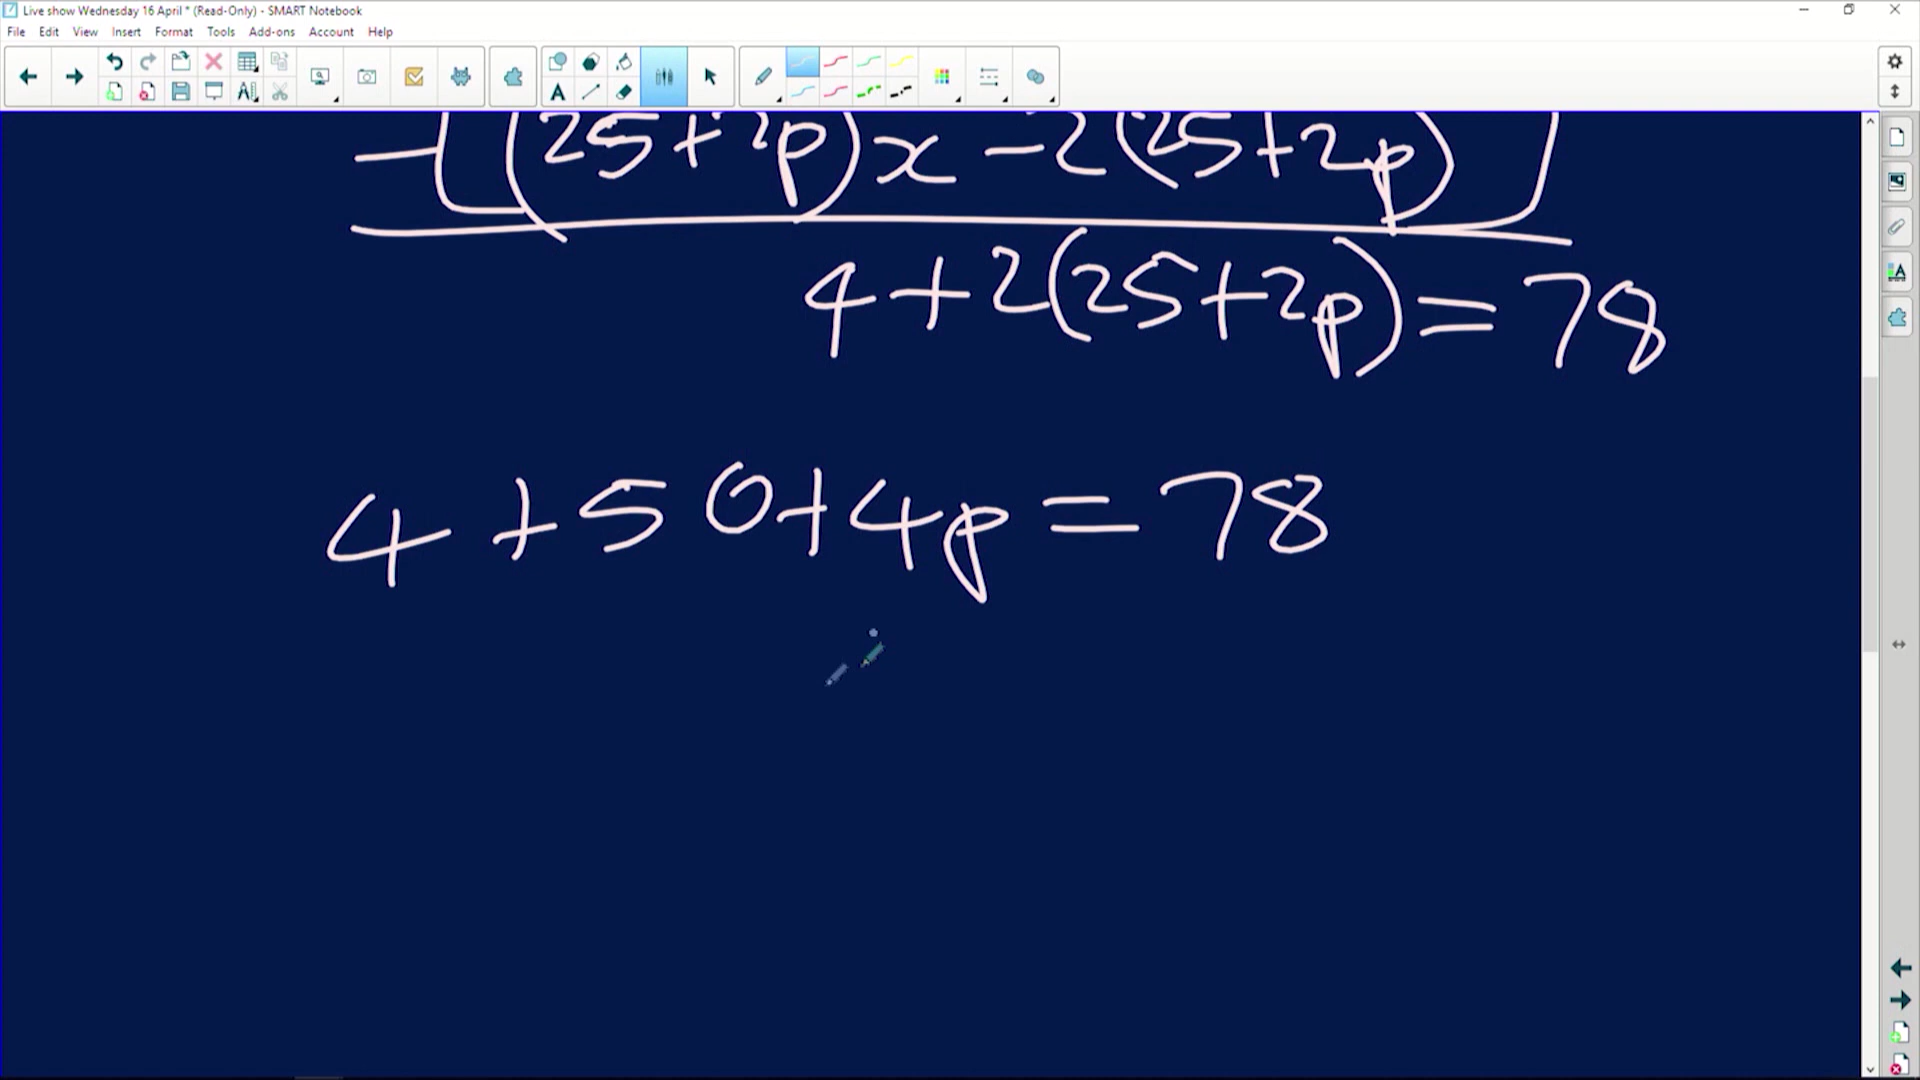 Live show Wednesday 16 April * (Read-Only) - SMART Notebook
File Edit View Insert Format Tools Add-ons Account Help
-[(25+2p)x-2(25+2p)]
4+2(25+2p)=78
4+50+4p=78